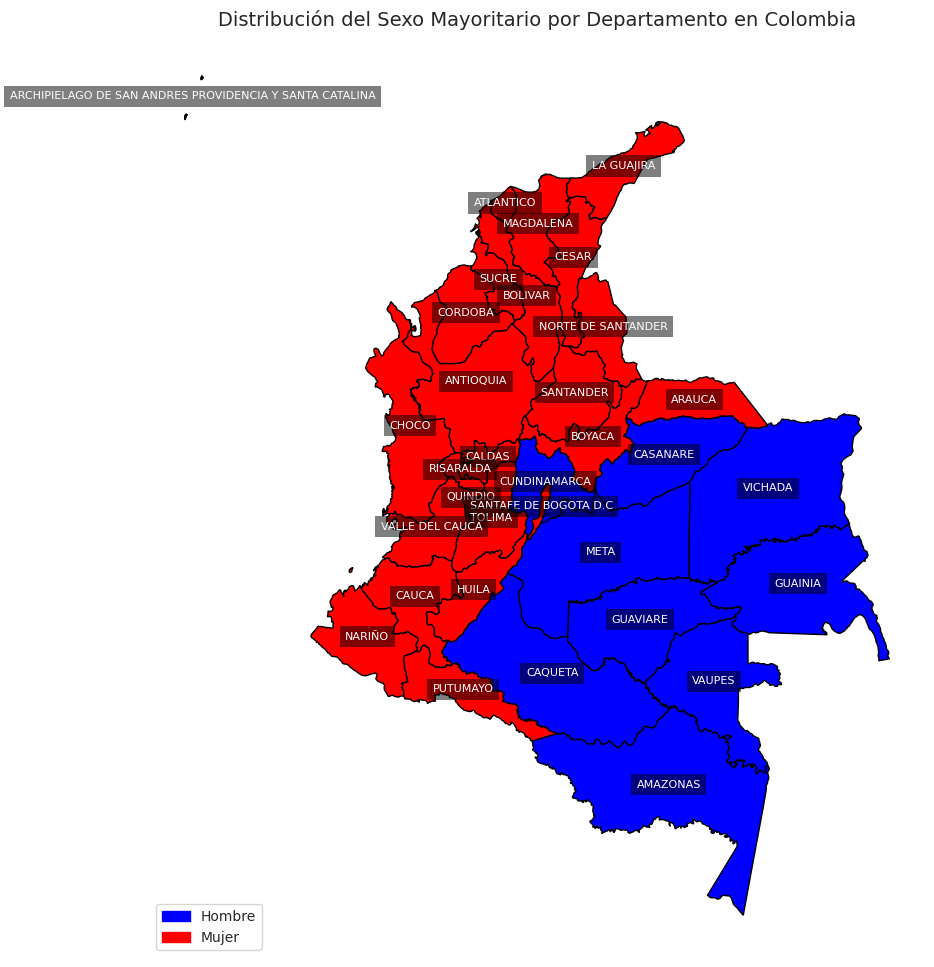 Distribución del Sexo Mayoritario por Departamento en Colombia
ARCHIPIELAGO DE SAN ANDRES PROVIDENCIA Y SANTA CATALINA
LA GUAJIRA
ATLANTICO
MAGDALENA
CESAR
SUCRE
BOLIVAR
CORDOBA
NORTE DE SANTANDER
ANTIOQUIA
SANTANDER
ARAUCA
CHOCO
BOYACA
CASANARE
CALDAS
RISARALDA
CUNDINAMARCA
VICHADA
QUINDIO
SANTAFE DE BOGOTA D.C
TOLIMA
VALLE DEL CAUCA
META
GUAINIA
HUILA
CAUCA
GUAVIARE
NARIÑO
CAQUETA
VAUPES
PUTUMAYO
AMAZONAS
Hombre
Mujer